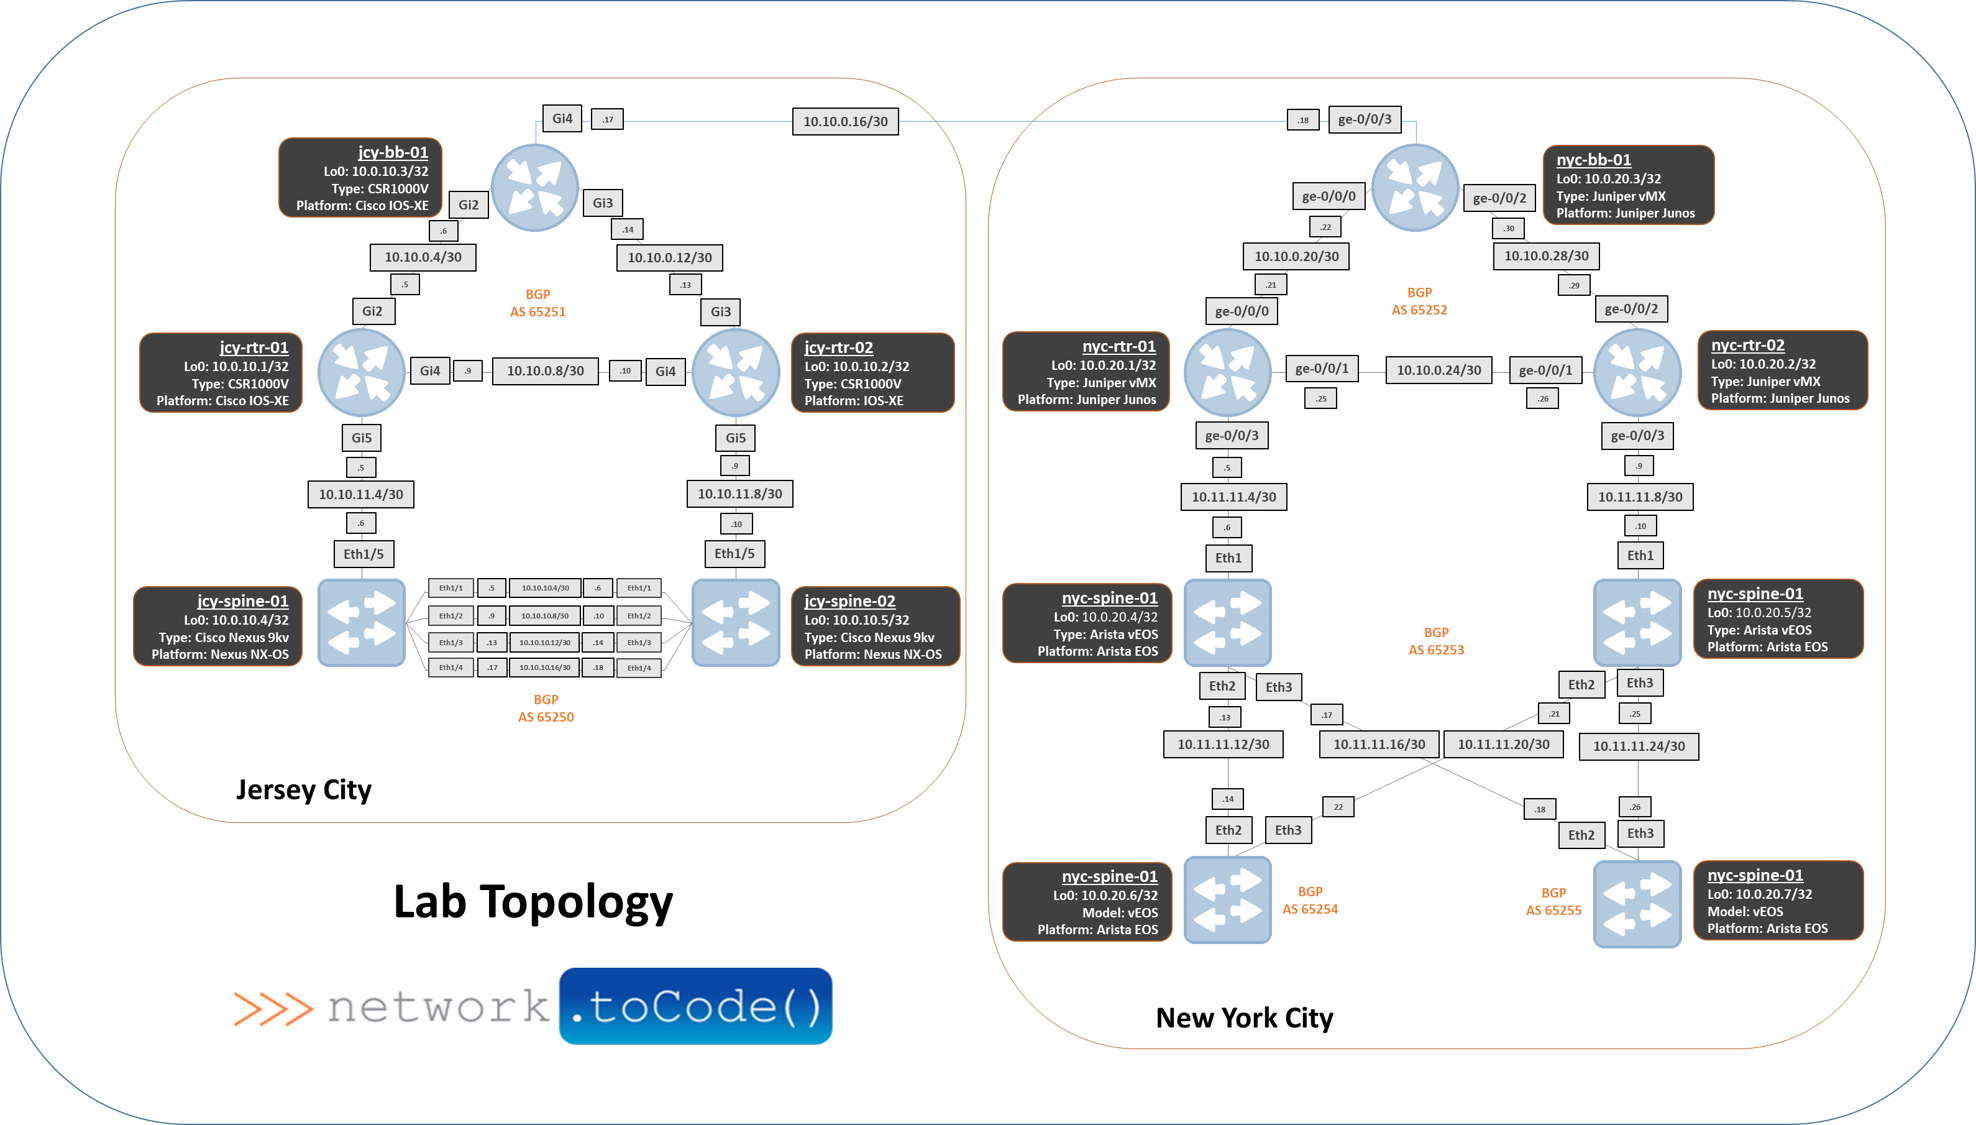 Gi4
.17
10.10.0.16/30
.18
ge-0/0/3
jcy-bb-01
Lo0: 10.0.10.3/32
Type: CSR1000V
Platform: Cisco IOS-XE
Gi2
Gi3
.6
.14
10.10.0.4/30
10.10.0.12/30
.5
.13
BGP
AS 65251
Gi2
Gi3
jcy-rtr-01
Lo0: 10.0.10.1/32
Type: CSR1000V
Platform: Cisco IOS-XE
Gi4
.9
10.10.0.8/30
.10
Gi4
jcy-rtr-02
Lo0: 10.0.10.2/32
Type: CSR1000V
Platform: IOS-XE
Gi5
Gi5
.5
.9
10.10.11.4/30
10.10.11.8/30
.6
.10
Eth1/5
Eth1/5
jcy-spine-01
Lo0: 10.0.10.4/32
Type: Cisco Nexus 9kv
Platform: Nexus NX-OS
Eth1/1
.5
10.10.10.4/30
.6
Eth1/1
Eth1/2
.9
10.10.10.8/30
.10
Eth1/2
Eth1/3
.13
10.10.10.12/30
.14
Eth1/3
Eth1/4
.17
10.10.10.16/30
.18
Eth1/4
jcy-spine-02
Lo0: 10.0.10.5/32
Type: Cisco Nexus 9kv
Platform: Nexus NX-OS
BGP
AS 65250
Jersey City
nyc-bb-01
Lo0: 10.0.20.3/32
Type: Juniper vMX
Platform: Juniper Junos
ge-0/0/0
ge-0/0/2
.22
.30
10.10.0.20/30
10.10.0.28/30
.21
.29
BGP
AS 65252
ge-0/0/0
ge-0/0/2
nyc-rtr-01
Lo0: 10.0.20.1/32
Type: Juniper vMX
Platform: Juniper Junos
ge-0/0/1
10.10.0.24/30
ge-0/0/1
.25
.26
nyc-rtr-02
Lo0: 10.0.20.2/32
Type: Juniper vMX
Platform: Juniper Junos
ge-0/0/3
ge-0/0/3
.5
.9
10.11.11.4/30
10.11.11.8/30
.6
.10
Eth1
Eth1
nyc-spine-01
Lo0: 10.0.20.4/32
Type: Arista vEOS
Platform: Arista EOS
BGP
AS 65253
nyc-spine-01
Lo0: 10.0.20.5/32
Type: Arista vEOS
Platform: Arista EOS
Eth2
Eth3
Eth2
Eth3
.13
.17
.21
.25
10.11.11.12/30
10.11.11.16/30
10.11.11.20/30
10.11.11.24/30
.14
22
.18
.26
Eth2
Eth3
Eth2
Eth3
nyc-spine-01
Lo0: 10.0.20.6/32
Model: vEOS
Platform: Arista EOS
BGP
AS 65254
BGP
AS 65255
nyc-spine-01
Lo0: 10.0.20.7/32
Model: vEOS
Platform: Arista EOS
New York City
Lab Topology
>>> network .toCode()